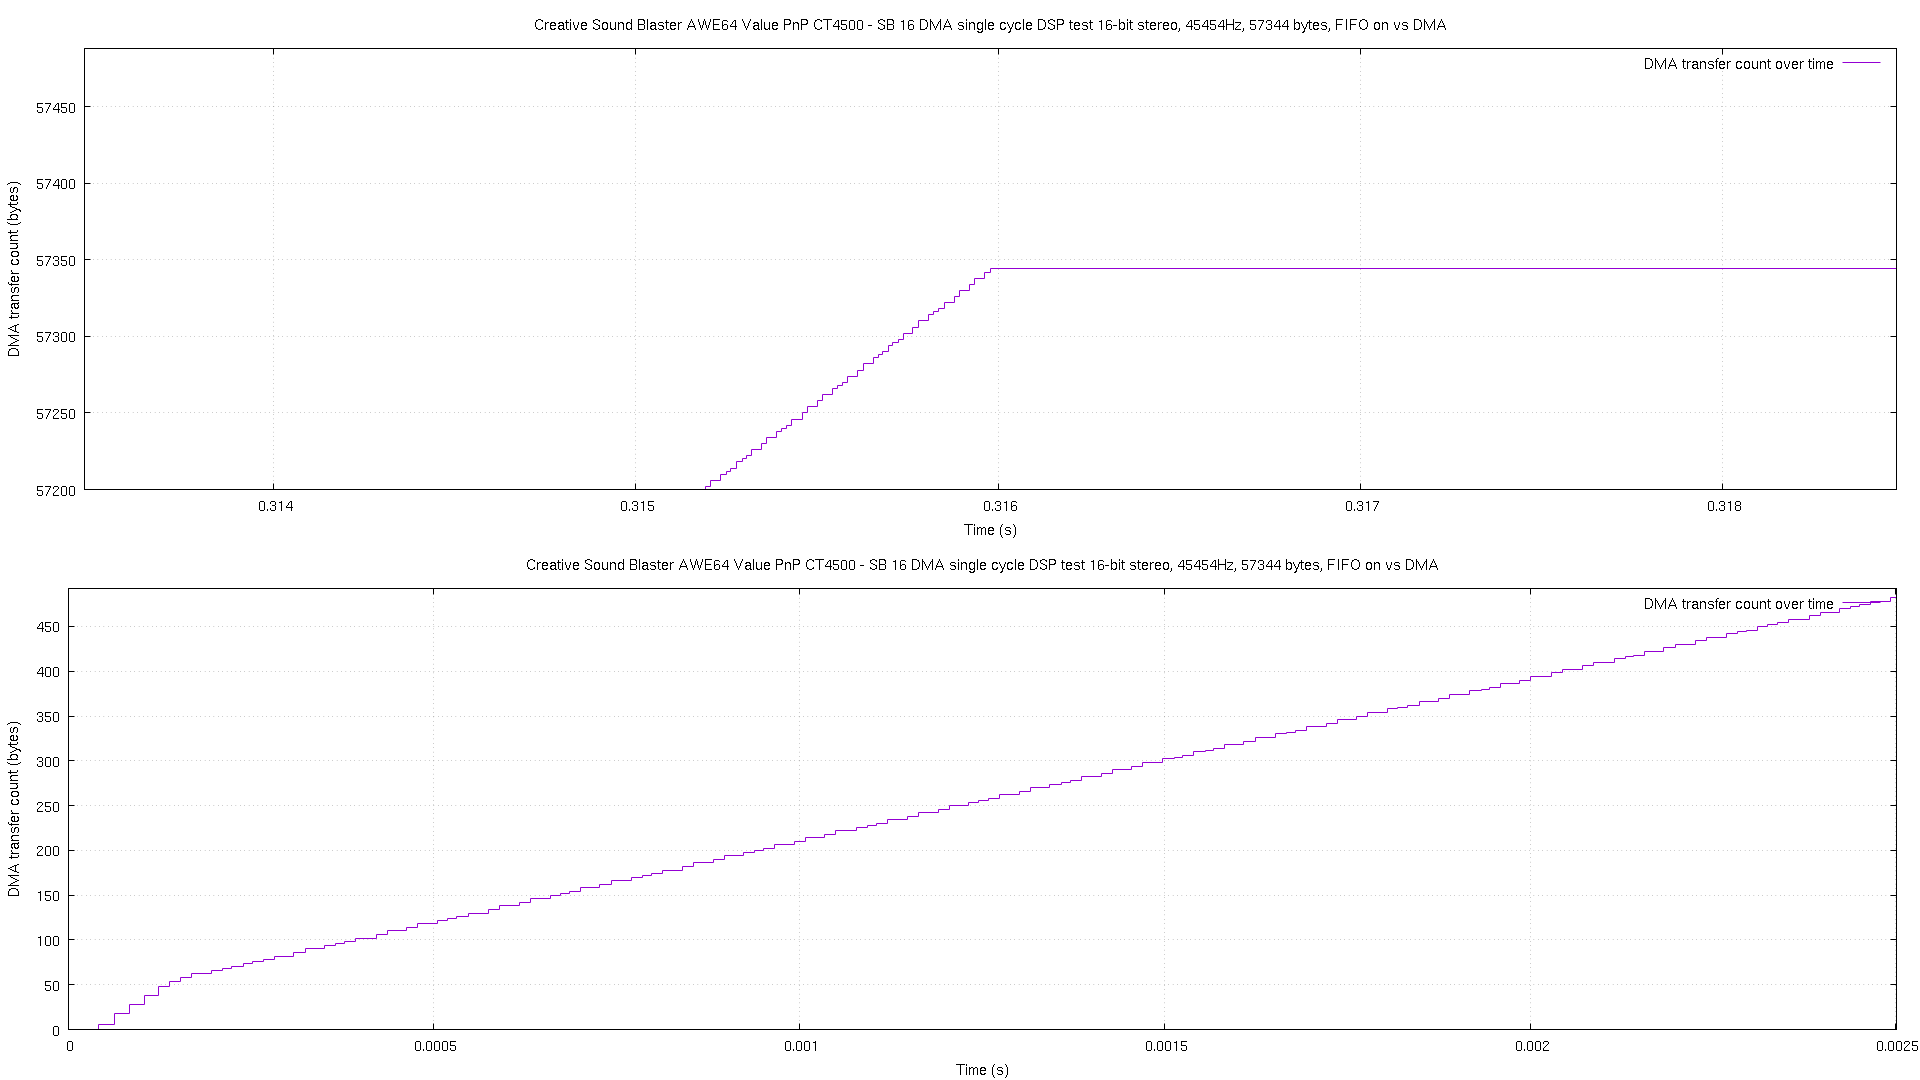 Creative Sound Blaster AWE64 Value PnP CT4500 - SB 16 DMA single cycle DSP test 16-bit stereo, 45454Hz, 57344 bytes, FIFO on vs DMA
DMA transfer count over time
DMA transfer count (bytes)
57450
57400
57350
57300
57250
57200
0.314 0.315 0.316 0.317 0.318
Time (s)
Creative Sound Blaster AWE64 Value PnP CT4500 - SB 16 DMA single cycle DSP test 16-bit stereo, 45454Hz, 57344 bytes, FIFO on vs DMA
DMA transfer count over time
DMA transfer count (bytes)
450
400
350
300
250
200
150
100
50
0
0 0.0005 0.001 0.0015 0.002 0.0025
Time (s)